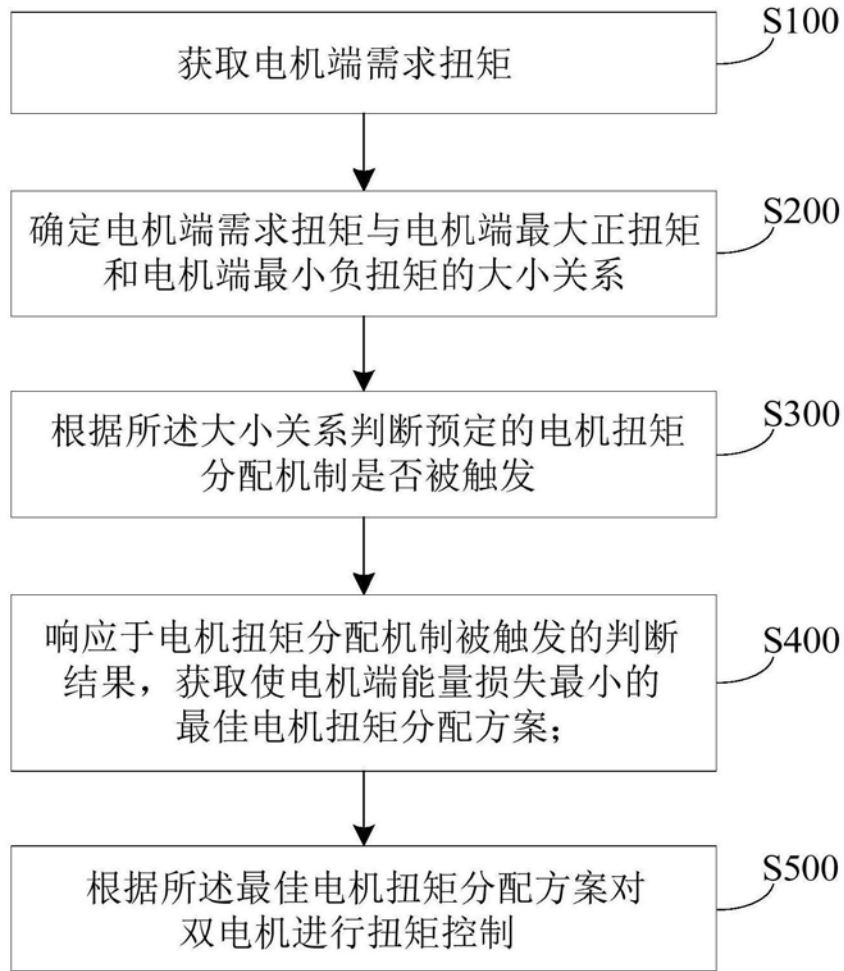 S100
获取电机端需求扭矩
S200
确定电机端需求扭矩与电机端最大正扭矩
和电机端最小负扭矩的大小关系
S300
根据所述大小关系判断预定的电机扭矩
分配机制是否被触发
S400
响应于电机扭矩分配机制被触发的判断
结果，获取使电机端能量损失最小的
最佳电机扭矩分配方案；
S500
根据所述最佳电机扭矩分配方案对
双电机进行扭矩控制